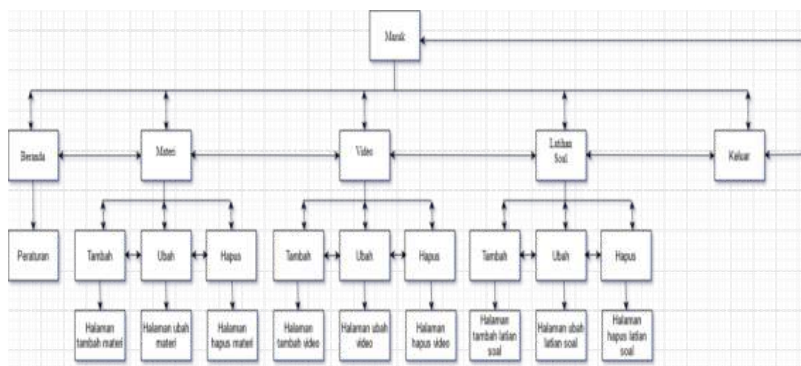 Masuk
Beranda
Materi
Video
Latihan
Soal
Keluar
Peraturan
Tambah
Ubah
Hapus
Tambah
Ubah
Hapus
Tambah
Ubah
Hapus
Halaman
tambah materi
Halaman ubah
materi
Halaman
hapus materi
Halaman
tambah video
Halaman ubah
video
Halaman
hapus video
Halaman
tambah latian
soal
Halaman ubah
latian soal
Halaman
hapus latian
soal